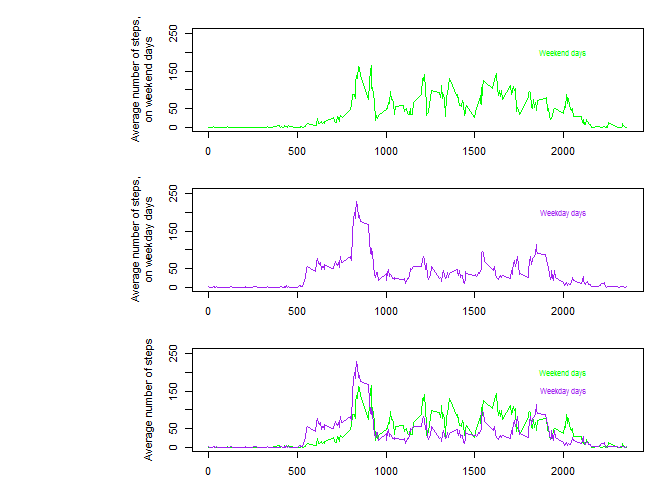 Average number of steps,
on weekend days
250
150
50
0
Weekend days
0 500 1000 1500 2000
Average number of steps,
on weekday days
250
150
50
0
Weekday days
0 500 1000 1500 2000
Average number of steps
250
150
50
0
Weekend days
Weekday days
0 500 1000 1500 2000